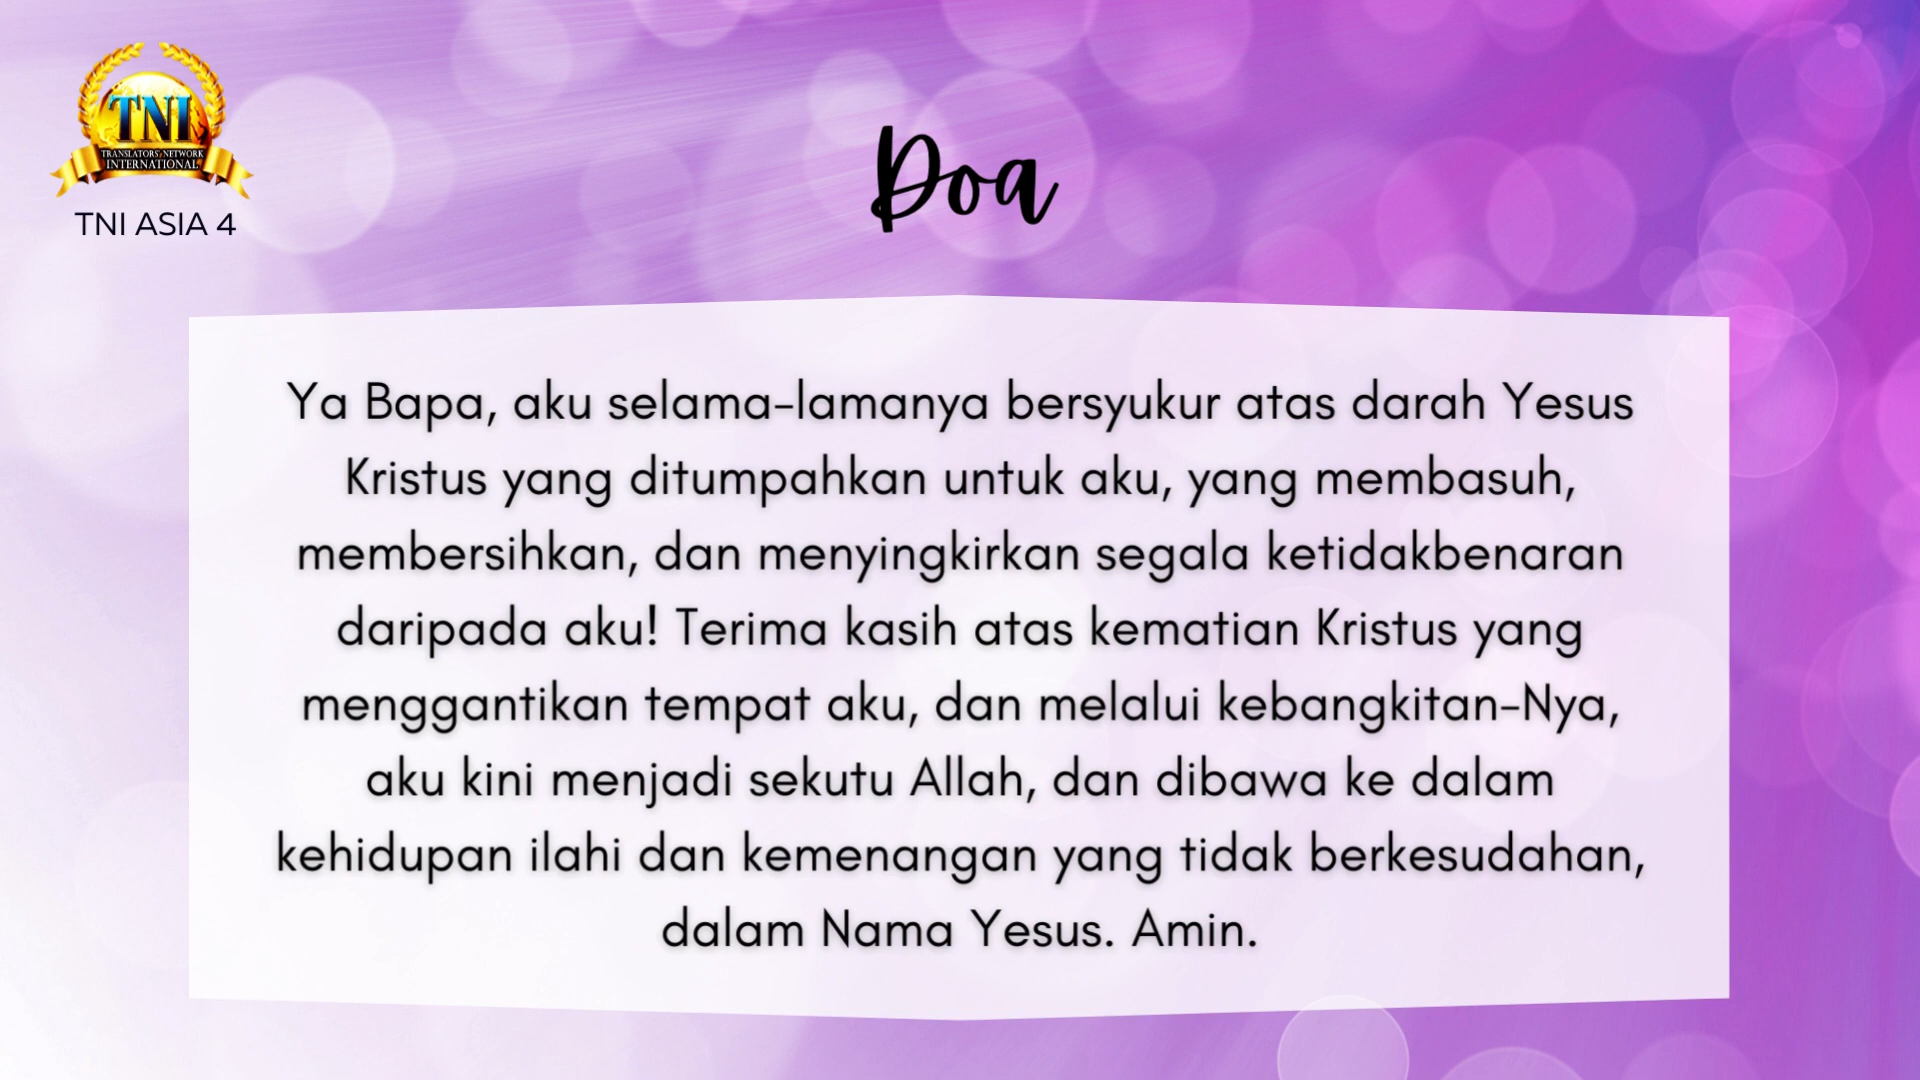 TNI
TRANSLATORS' NETWORK
INTERNATIONAL
TNI ASIA 4
Doa
Ya Bapa, aku selama-lamanya bersyukur atas darah Yesus
Kristus yang ditumpahkan untuk aku, yang membasuh,
membersihkan, dan menyingkirkan segala ketidakbenaran
daripada aku! Terima kasih atas kematian Kristus yang
menggantikan tempat aku, dan melalui kebangkitan-Nya,
aku kini menjadi sekutu Allah, dan dibawa ke dalam
kehidupan ilahi dan kemenangan yang tidak berkesudahan,
dalam Nama Yesus. Amin.